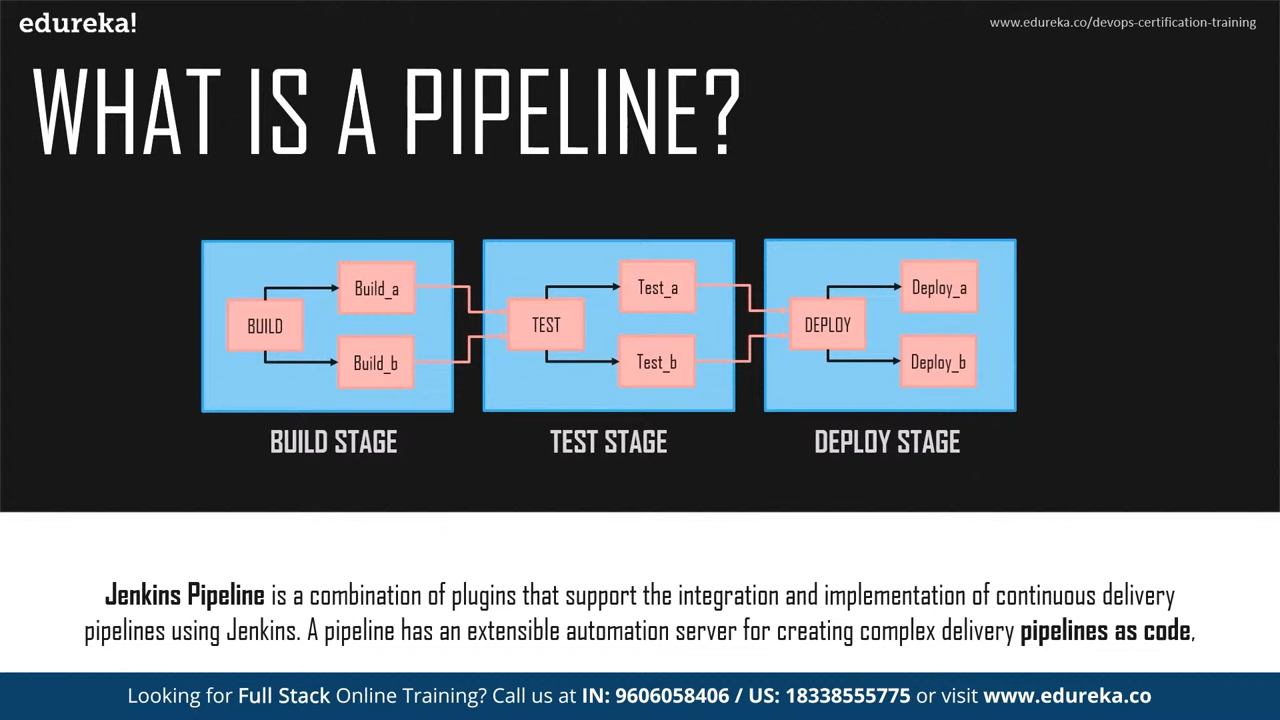 edureka!
www.edureka.co/devops-certification-training
WHAT IS A PIPELINE?
BUILD
Build_a
Build_b
TEST
Test_a
Test_b
DEPLOY
Deploy_a
Deploy_b
BUILD STAGE
TEST STAGE
DEPLOY STAGE
Jenkins Pipeline is a combination of plugins that support the integration and implementation of continuous delivery
pipelines using Jenkins. A pipeline has an extensible automation server for creating complex delivery pipelines as code,
Looking for Full Stack Online Training? Call us at IN: 9606058406 / US: 18338555775 or visit www.edureka.co